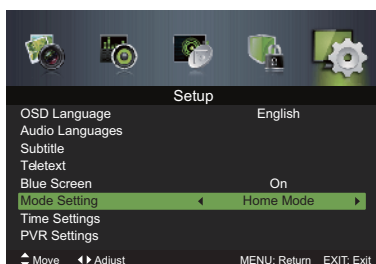 Setup
OSD Language English
Audio Languages
Subtitle
Teletext
Blue Screen On
Mode Setting Home Mode
Time Settings
PVR Settings
Move Adjust MENU: Return EXIT: Exit